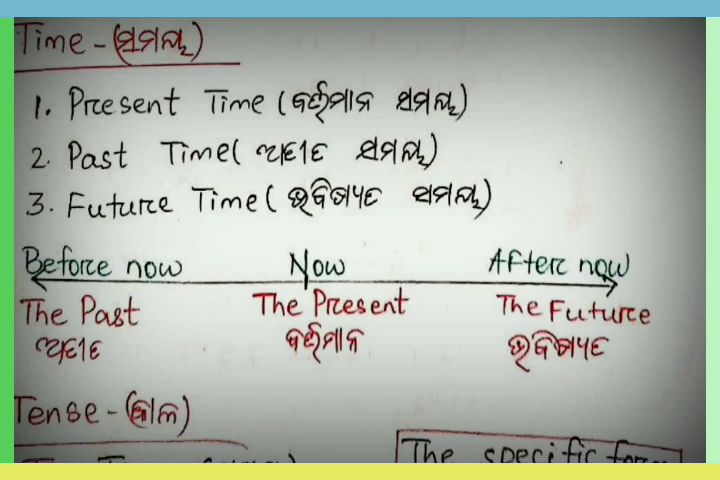 Time - (ସମୟ)
1. Present Time (ବର୍ତ୍ତମାନ ସମୟ)
2. Past Time( ଅତୀତ ସମୟ)
3. Future Time( ଭବିଷ୍ୟତ ସମୟ)
Before now Now After now
The Past The Present The Future
ଅତୀତ ବର୍ତ୍ତମାନ ଭବିଷ୍ୟତ
Tense - (କାଳ)
The specific form